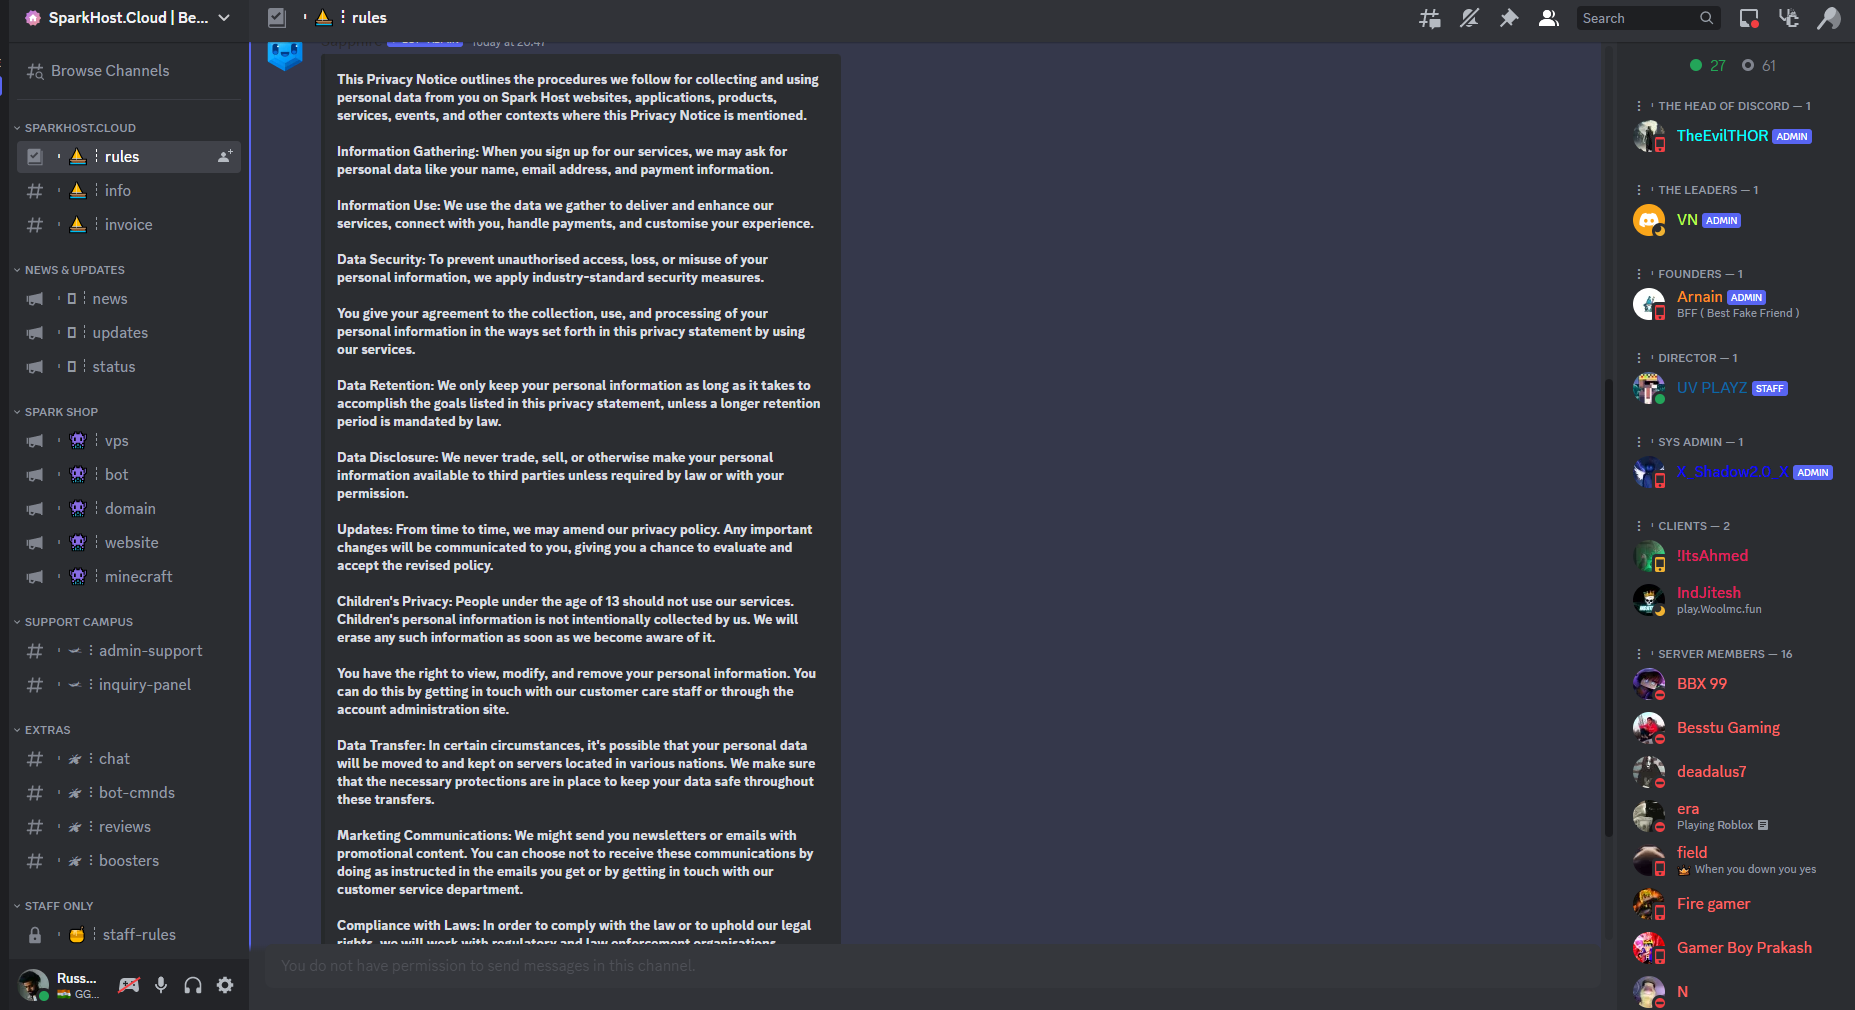 SparkHost.Cloud | Be...
rules
Search
Browse Channels
SPARKHOST.CLOUD
rules
info
invoice
NEWS & UPDATES
news
updates
status
SPARK SHOP
vps
bot
domain
website
minecraft
SUPPORT CAMPUS
admin-support
inquiry-panel
EXTRAS
chat
bot-cmnds
reviews
boosters
STAFF ONLY
staff-rules
Russ...
GG...
Today at 20:47
This Privacy Notice outlines the procedures we follow for collecting and using
personal data from you on Spark Host websites, applications, products,
services, events, and other contexts where this Privacy Notice is mentioned.
Information Gathering: When you sign up for our services, we may ask for
personal data like your name, email address, and payment information.
Information Use: We use the data we gather to deliver and enhance our
services, connect with you, handle payments, and customise your experience.
Data Security: To prevent unauthorised access, loss, or misuse of your
personal information, we apply industry-standard security measures.
You give your agreement to the collection, use, and processing of your
personal information in the ways set forth in this privacy statement by using
our services.
Data Retention: We only keep your personal information as long as it takes to
accomplish the goals listed in this privacy statement, unless a longer retention
period is mandated by law.
Data Disclosure: We never trade, sell, or otherwise make your personal
information available to third parties unless required by law or with your
permission.
Updates: From time to time, we may amend our privacy policy. Any important
changes will be communicated to you, giving you a chance to evaluate and
accept the revised policy.
Children's Privacy: People under the age of 13 should not use our services.
Children's personal information is not intentionally collected by us. We will
erase any such information as soon as we become aware of it.
You have the right to view, modify, and remove your personal information. You
can do this by getting in touch with our customer care staff or through the
account administration site.
Data Transfer: In certain circumstances, it's possible that your personal data
will be moved to and kept on servers located in various nations. We make sure
that the necessary protections are in place to keep your data safe throughout
these transfers.
Marketing Communications: We might send you newsletters or emails with
promotional content. You can choose not to receive these communications by
doing as instructed in the emails you get or by getting in touch with our
customer service department.
Compliance with Laws: In order to comply with the law or to uphold our legal
rights, we will work with regulatory and law enforcement organisations.
You do not have permission to send messages in this channel.
27 61
THE HEAD OF DISCORD — 1
TheEvilTHOR ADMIN
THE LEADERS — 1
VN ADMIN
FOUNDERS — 1
Arnain ADMIN
BFF ( Best Fake Friend )
DIRECTOR — 1
UV PLAYZ STAFF
SYS ADMIN — 1
X_Shadow2.0_X ADMIN
CLIENTS — 2
!ItsAhmed
IndJitesh
play.Woolmc.fun
SERVER MEMBERS — 16
BBX 99
Besstu Gaming
deadalus7
era
Playing Roblox
field
When you down you yes
Fire gamer
Gamer Boy Prakash
N